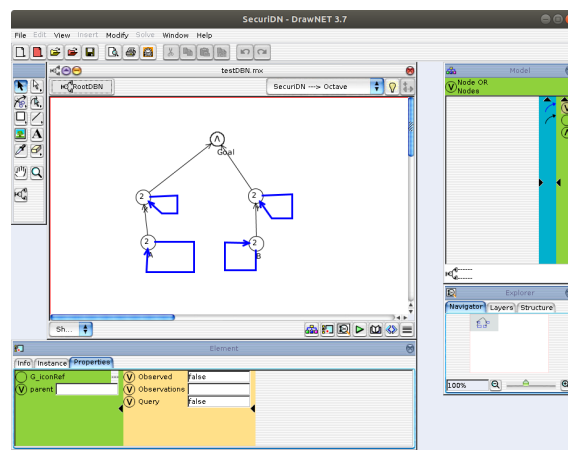 SecuriDN - DrawNET 3.7
File Edit View Insert Modify Solve Window Help
testDBN.mx
Model
RootDBN
SecuriDN ---> Octave
Node OR
Nodes
Goal
2
2
2
A
2
B
Sh...
Explorer
Navigator Layers Structure
100%
Element
Info Instance Properties
G_iconRef ...
parent
Observed false
Observations
Query false